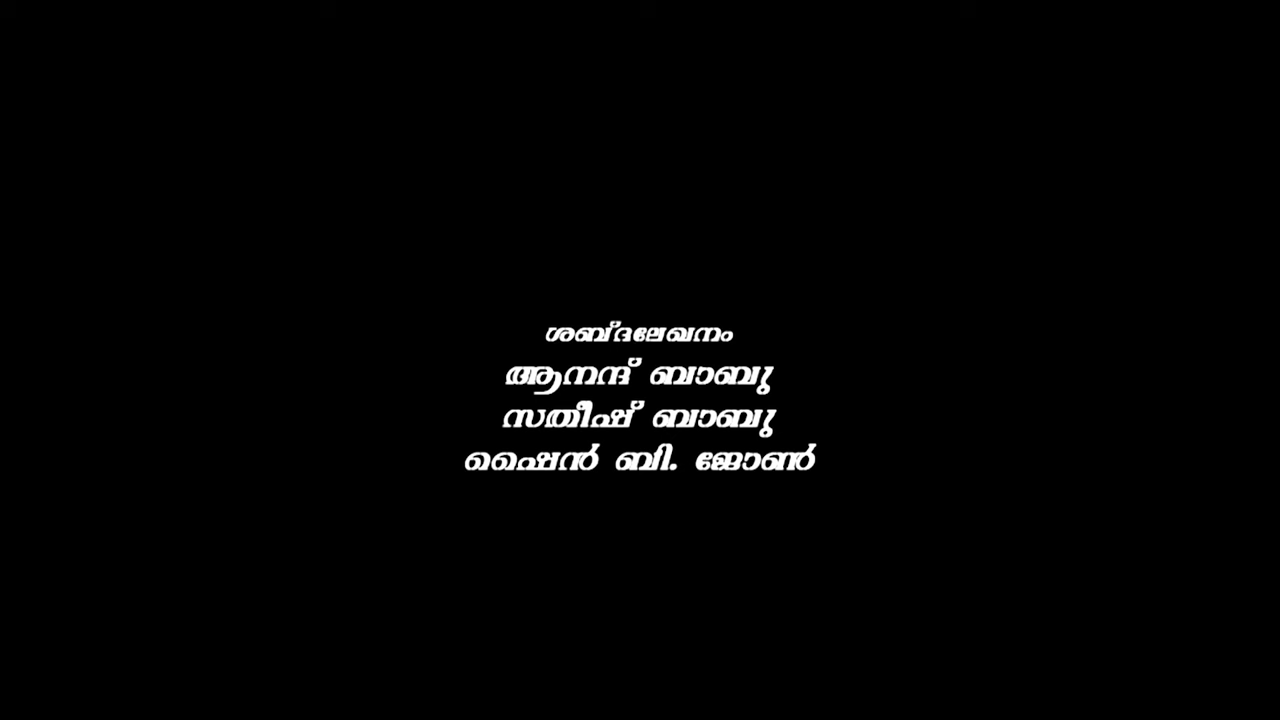 ശബ്ദലേഖനം
ആനന്ദ് ബാബു
സതീഷ് ബാബു
ഷൈൻ ബി. ജോൺ